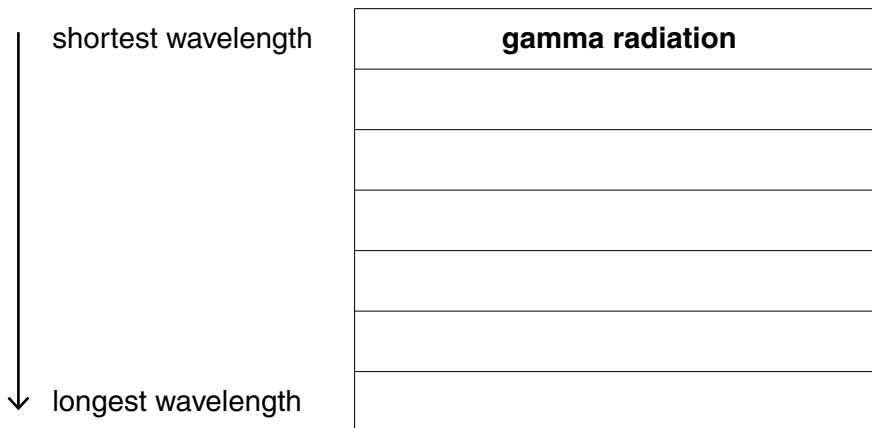 shortest wavelength
gamma radiation
longest wavelength